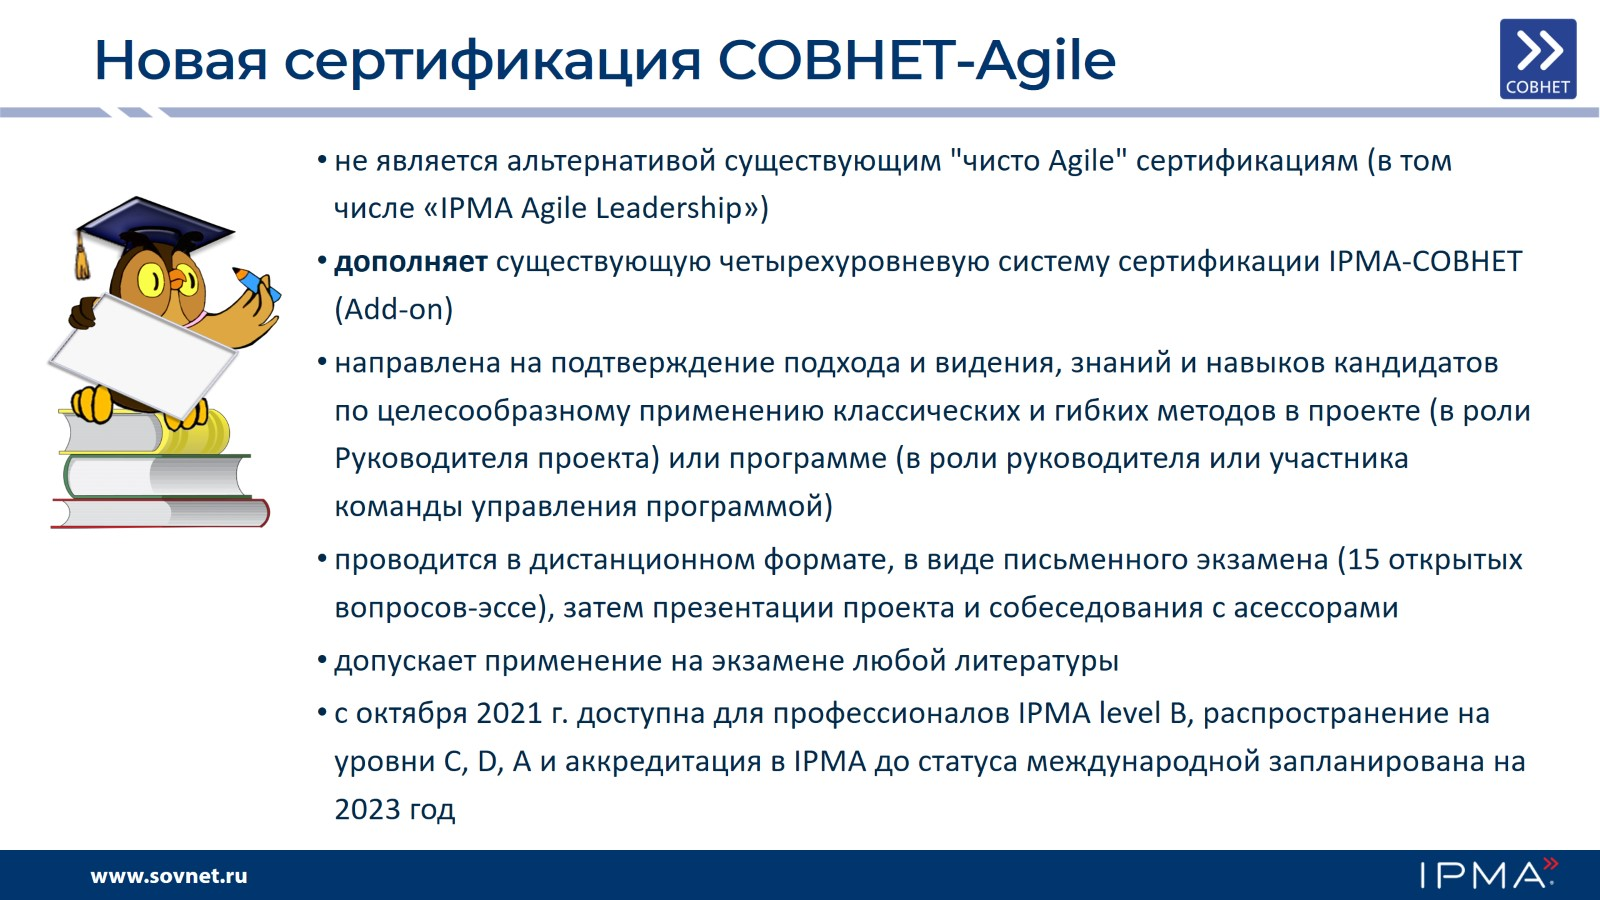 Новая сертификация СОВНЕТ-Agile
СОВНЕТ
• не является альтернативой существующим "чисто Agile" сертификациям (в том
числе «IPMA Agile Leadership»)
• дополняет существующую четырехуровневую систему сертификации IPMA-СОВНЕТ
(Add-on)
• направлена на подтверждение подхода и видения, знаний и навыков кандидатов
по целесообразному применению классических и гибких методов в проекте (в роли
Руководителя проекта) или программе (в роли руководителя или участника
команды управления программой)
• проводится в дистанционном формате, в виде письменного экзамена (15 открытых
вопросов-эссе), затем презентации проекта и собеседования с асессорами
• допускает применение на экзамене любой литературы
• с октября 2021 г. доступна для профессионалов IPMA level B, распространение на
уровни C, D, A и аккредитация в IPMA до статуса международной запланирована на
2023 год
www.sovnet.ru
IPMA